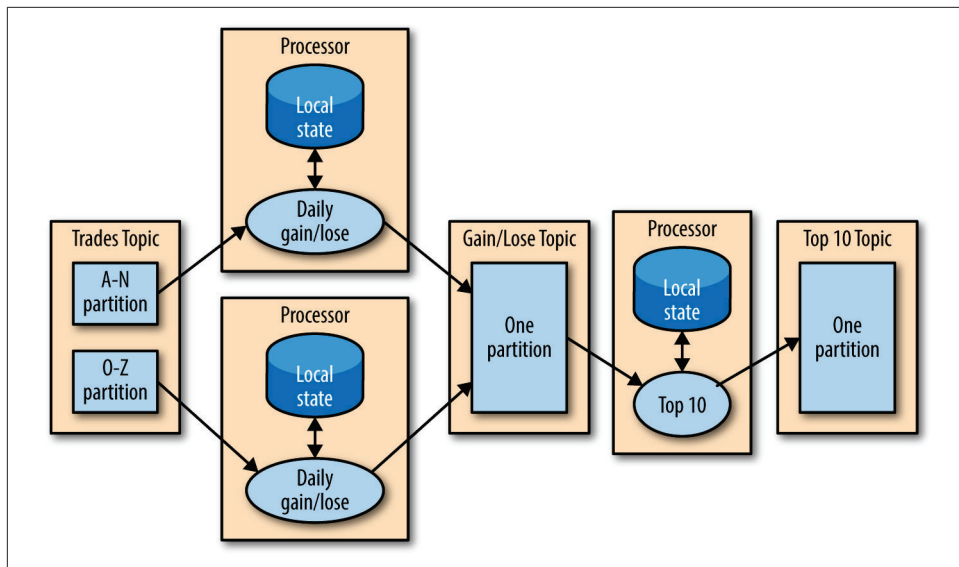 Processor
Local
state
Daily
gain/lose
Trades Topic
A-N
partition
O-Z
partition
Processor
Local
state
Daily
gain/lose
Gain/Lose Topic
One
partition
Processor
Local
state
Top 10
Top 10 Topic
One
partition